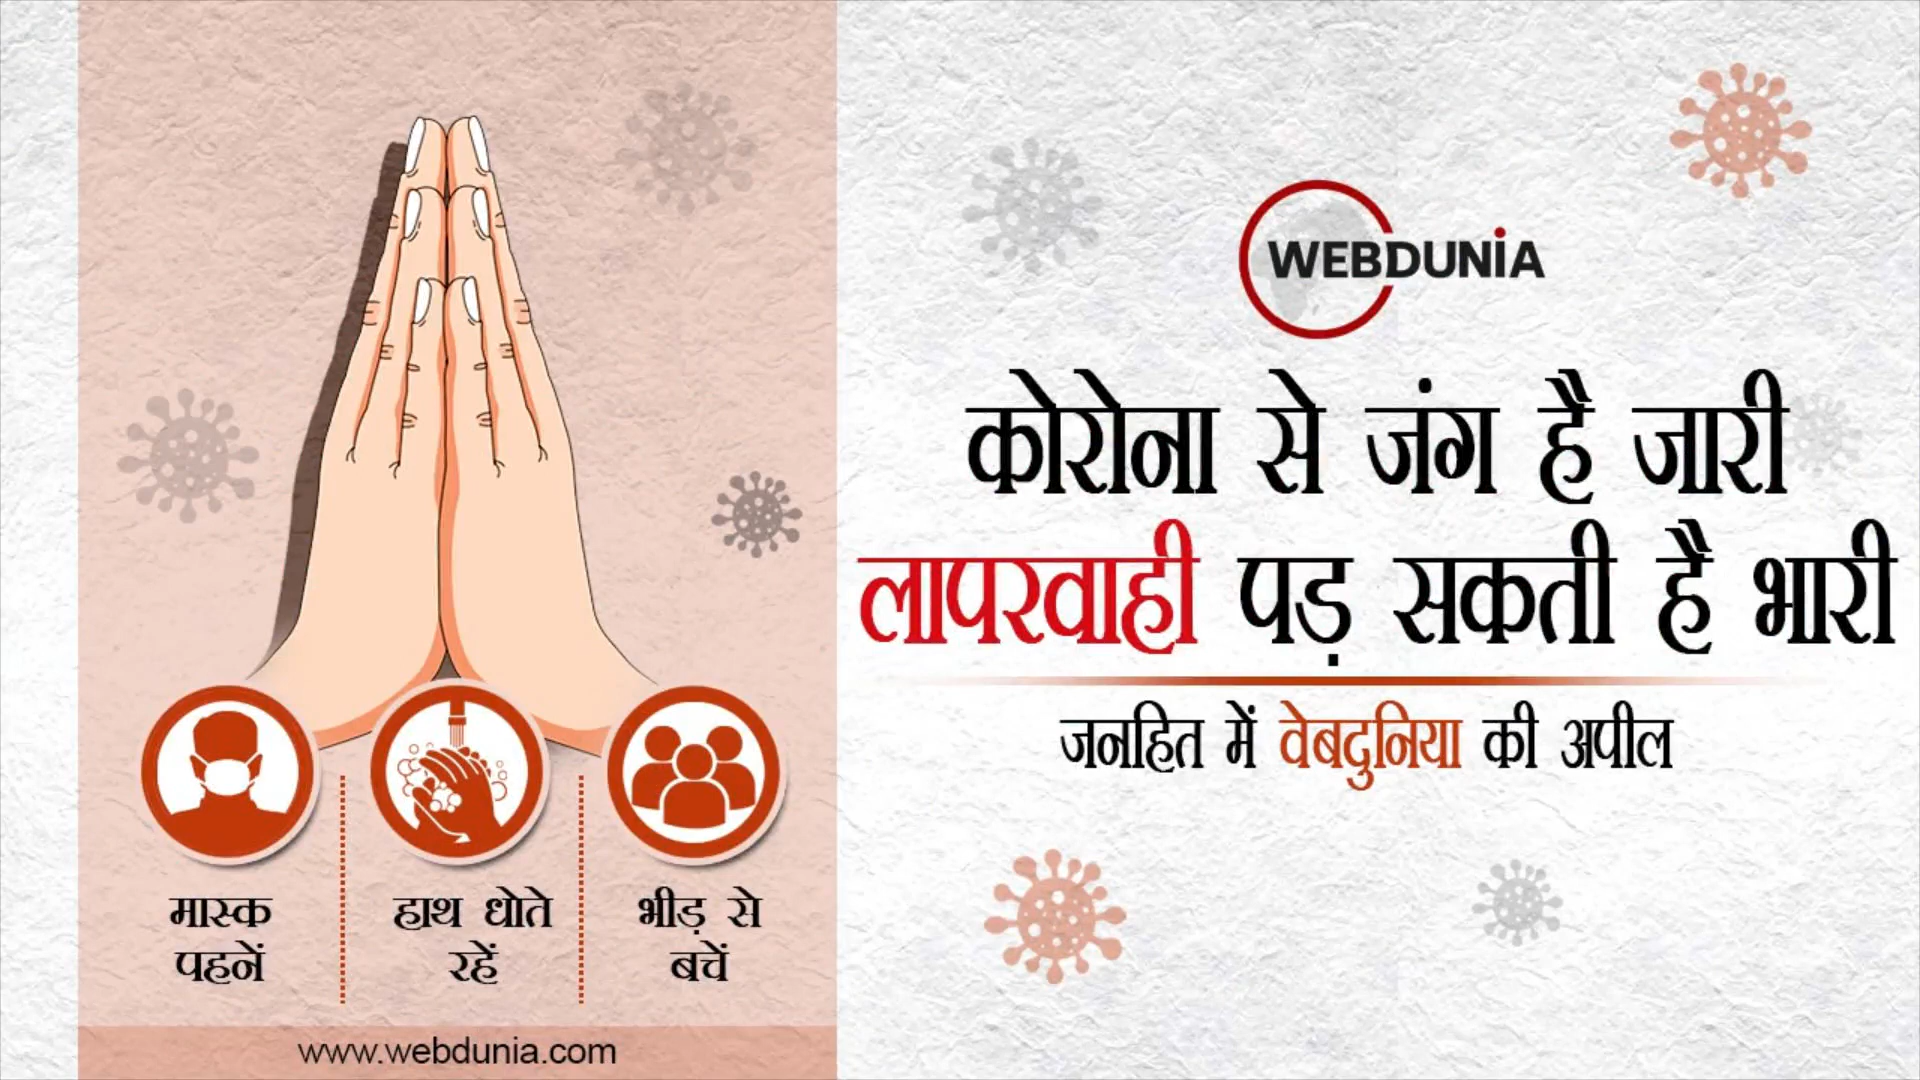 मास्क
पहनें
हाथ धोते
रहें
भीड़ से
बचें
www.webdunia.com
WEBDUNiA
कोरोना से जंग है जारी
लापरवाही पड़ सकती है भारी
जनहित में वेबदुनिया की अपील